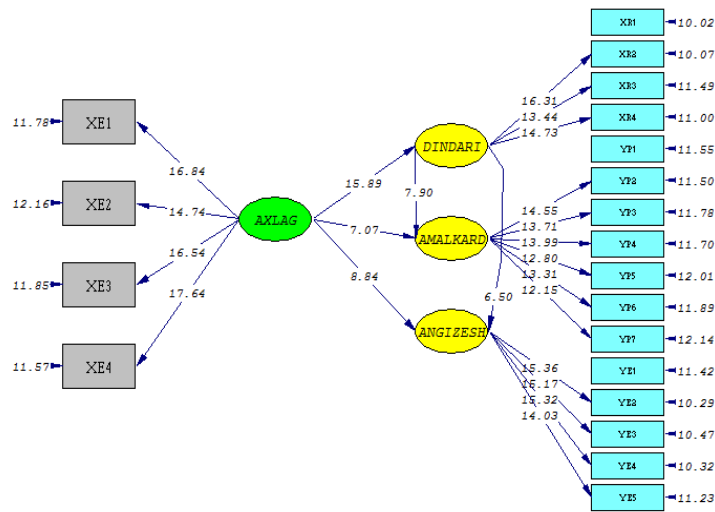 XR1 10.02
XR2 10.07
XR3 11.49
XR4 11.00
YP1 11.55
YP2 11.50
YP3 11.78
YP4 11.70
YP5 12.01
YP6 11.89
YP7 12.14
YE1 11.42
YE2 10.29
YE3 10.47
YE4 10.32
YE5 11.23
11.78 XE1
12.16 XE2
11.85 XE3
11.57 XE4
16.84
14.74
16.54
17.64
AXLAG
15.89
7.07
8.84
DINDARI
7.90
AMALKARD
6.50
ANGIZESH
16.31
13.44
14.73
14.55
13.71
13.99
12.80
13.31
12.15
15.36
15.17
15.32
14.03